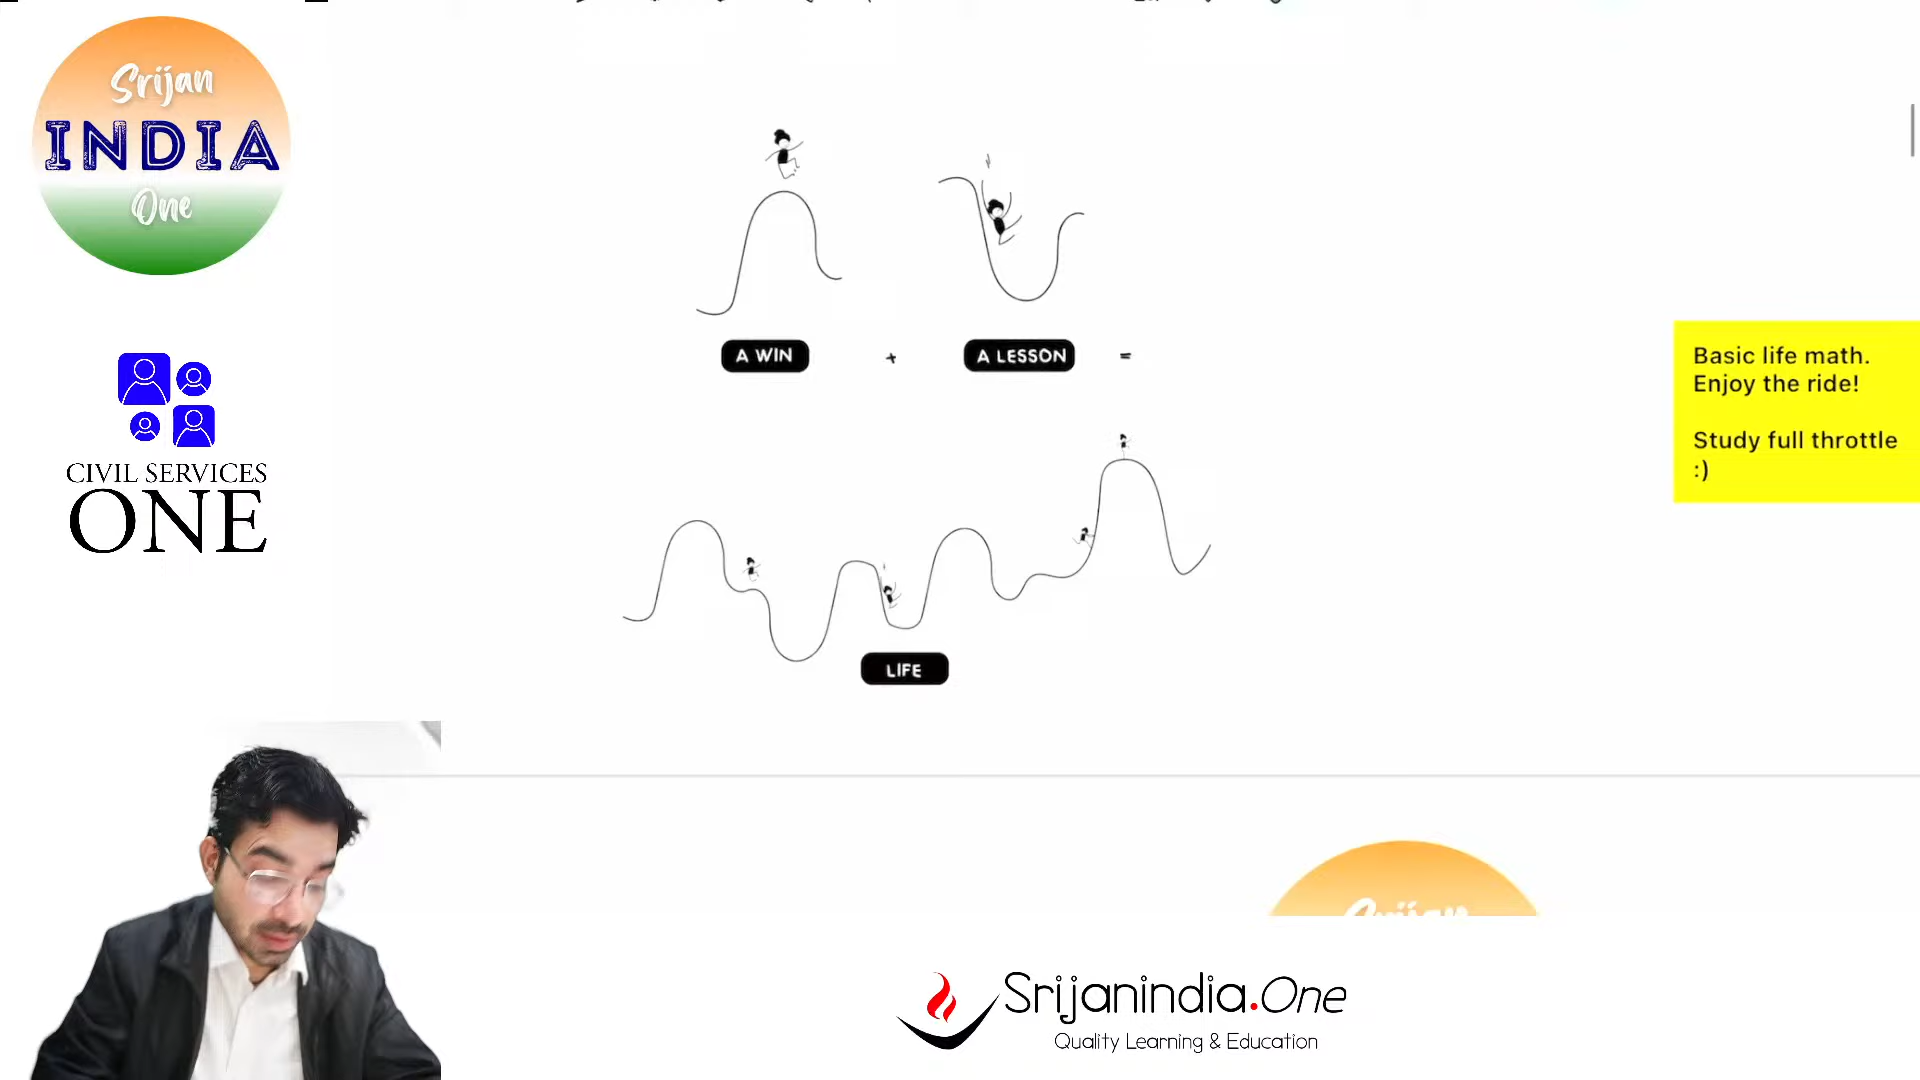 Srijan
INDIA
One
A WIN
+
A LESSON
=
Basic life math.
Enjoy the ride!
Study full throttle
:)
CIVIL SERVICES
ONE
LIFE
Srijanindia.One
Quality Learning & Education